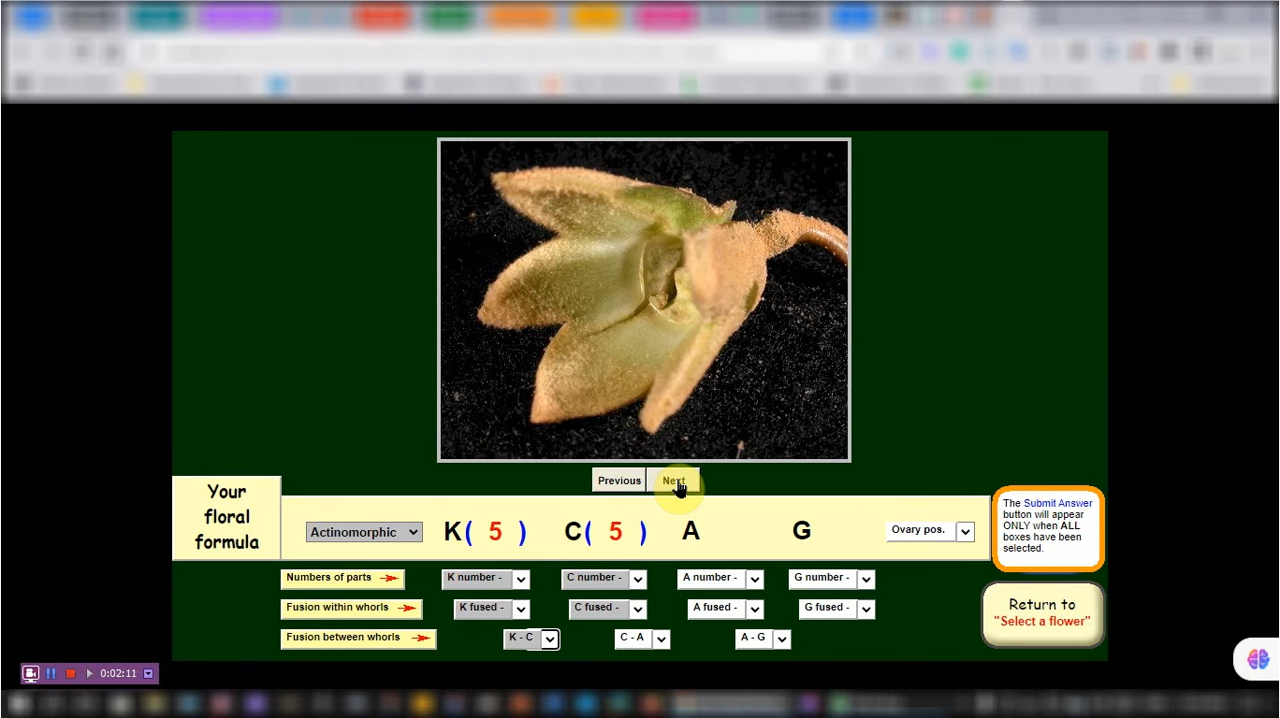 Previous
Next
Your
floral
formula
Actinomorphic
K( 5 )
C( 5 )
A
G
Ovary pos.
The Submit Answer
button will appear
ONLY when ALL
boxes have been
selected.
Numbers of parts
K number -
C number -
A number -
G number -
Fusion within whorls
K fused -
C fused -
A fused -
G fused -
Fusion between whorls
K - C
C - A
A - G
Return to
"Select a flower"
0:02:11